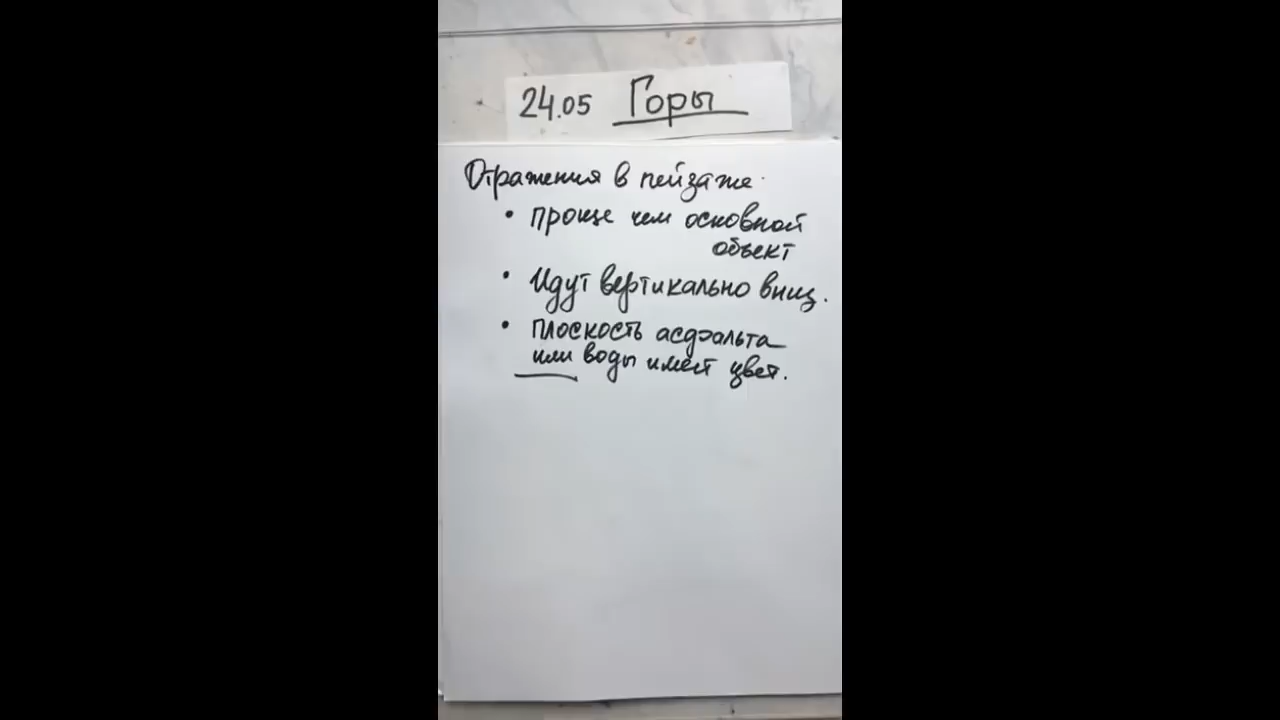 24.05 Горы
Отражения в пейзаже.
• проще чем основной
объект
• Идут вертикально вниз.
• плоскость асфальта
или воды имеет цвет.